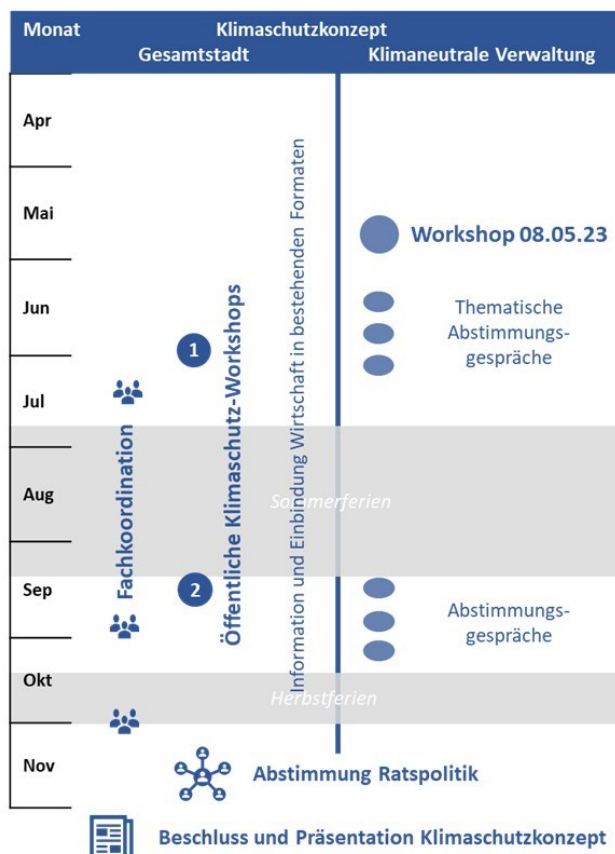 Monat
Klimaschutzkonzept
Gesamtstadt
Klimaneutrale Verwaltung
Apr
Mai
Workshop 08.05.23
Jun
Thematische
Abstimmungs-
gespräche
1
Jul
Fachkoordination
Öffentliche Klimaschutz-Workshops
Information und Einbindung Wirtschaft in bestehenden Formaten
Aug
Sommerferien
Sep
2
Abstimmungs-
gespräche
Okt
Herbstferien
Nov
Abstimmung Ratspolitik
Beschluss und Präsentation Klimaschutzkonzept